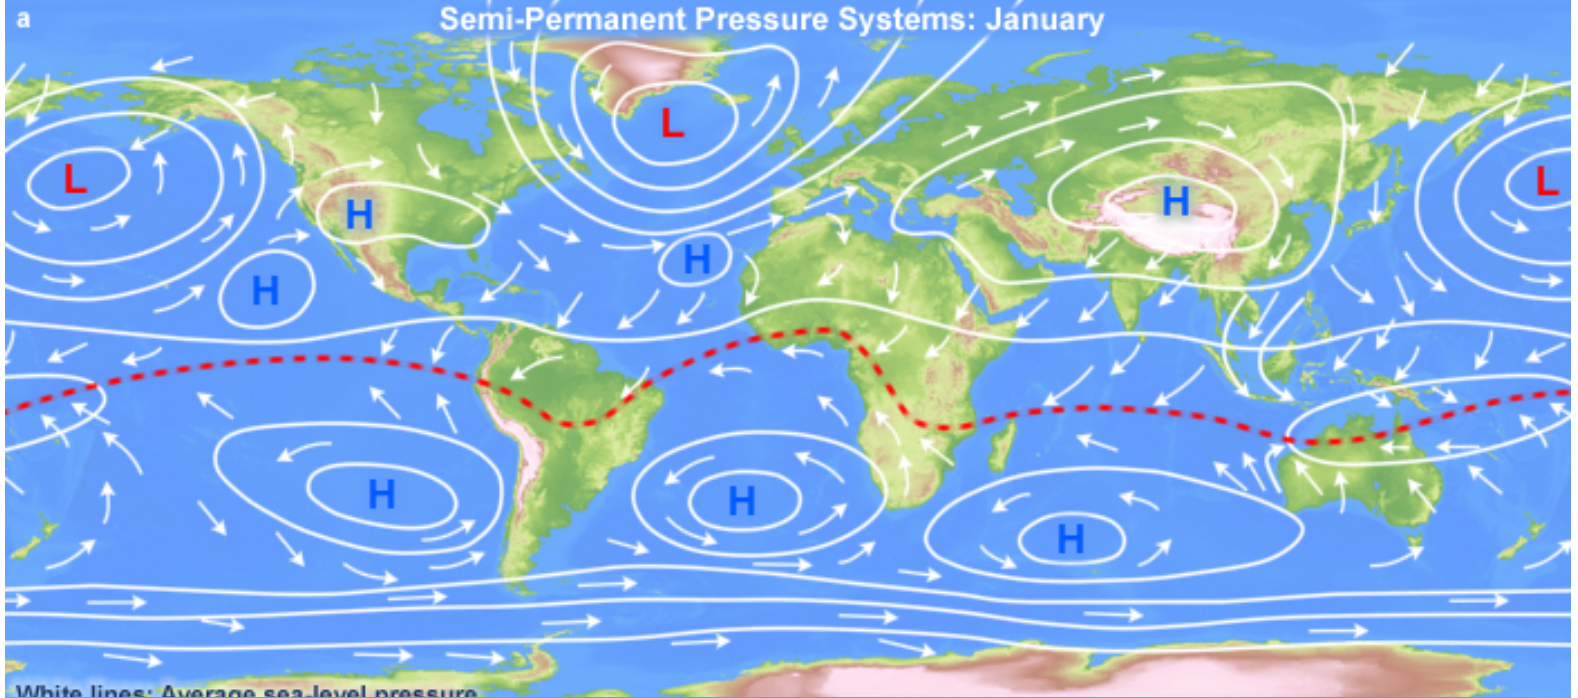 a
Semi-Permanent Pressure Systems: January
L
L
L
H
H
H
H
H
H
H
White lines: Average sea-level pressure